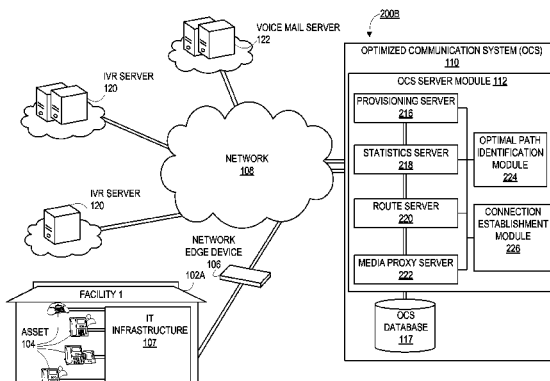 200B
VOICE MAIL SERVER
122
IVR SERVER
120
NETWORK
108
IVR SERVER
120
NETWORK
EDGE DEVICE
106
102A
FACILITY 1
ASSET
104
IT
INFRASTRUCTURE
107
OPTIMIZED COMMUNICATION SYSTEM (OCS)
110
OCS SERVER MODULE 112
PROVISIONING SERVER
216
STATISTICS SERVER
218
ROUTE SERVER
220
MEDIA PROXY SERVER
222
OPTIMAL PATH
IDENTIFICATION
MODULE
224
CONNECTION
ESTABLISHMENT
MODULE
226
OCS
DATABASE
117